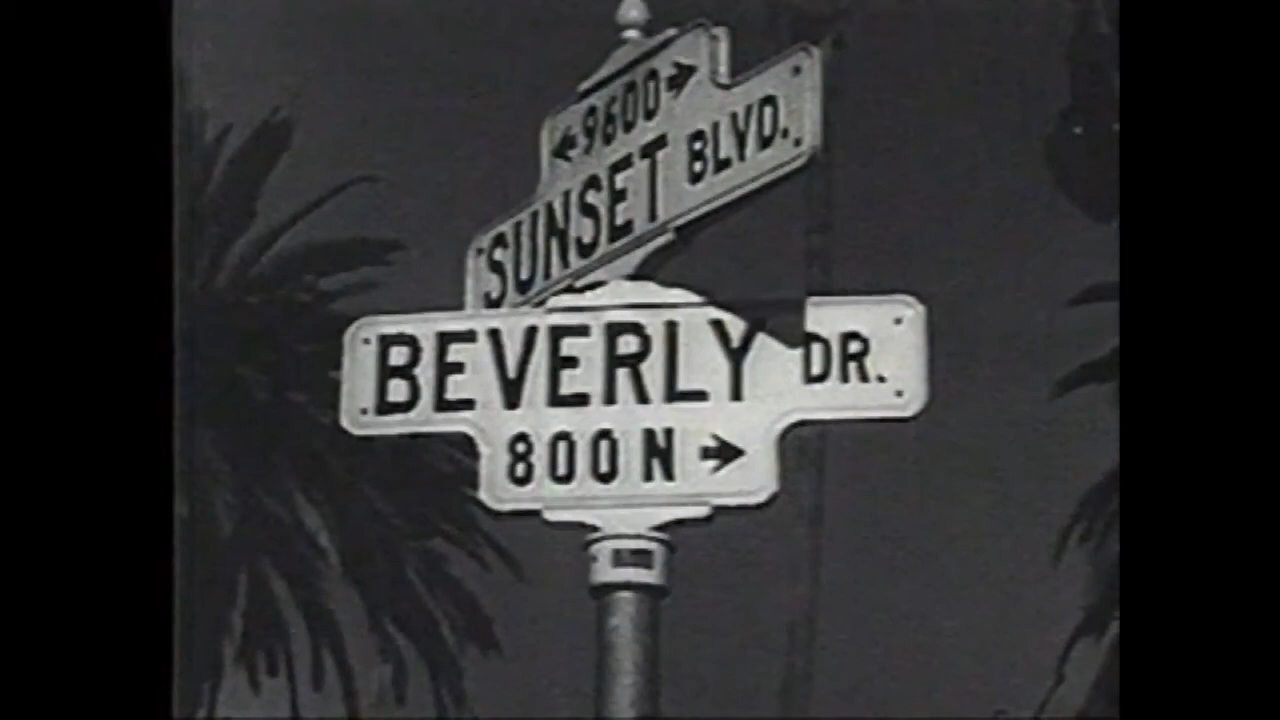 ←9600→
SUNSET BLVD.
BEVERLY DR.
800 N →